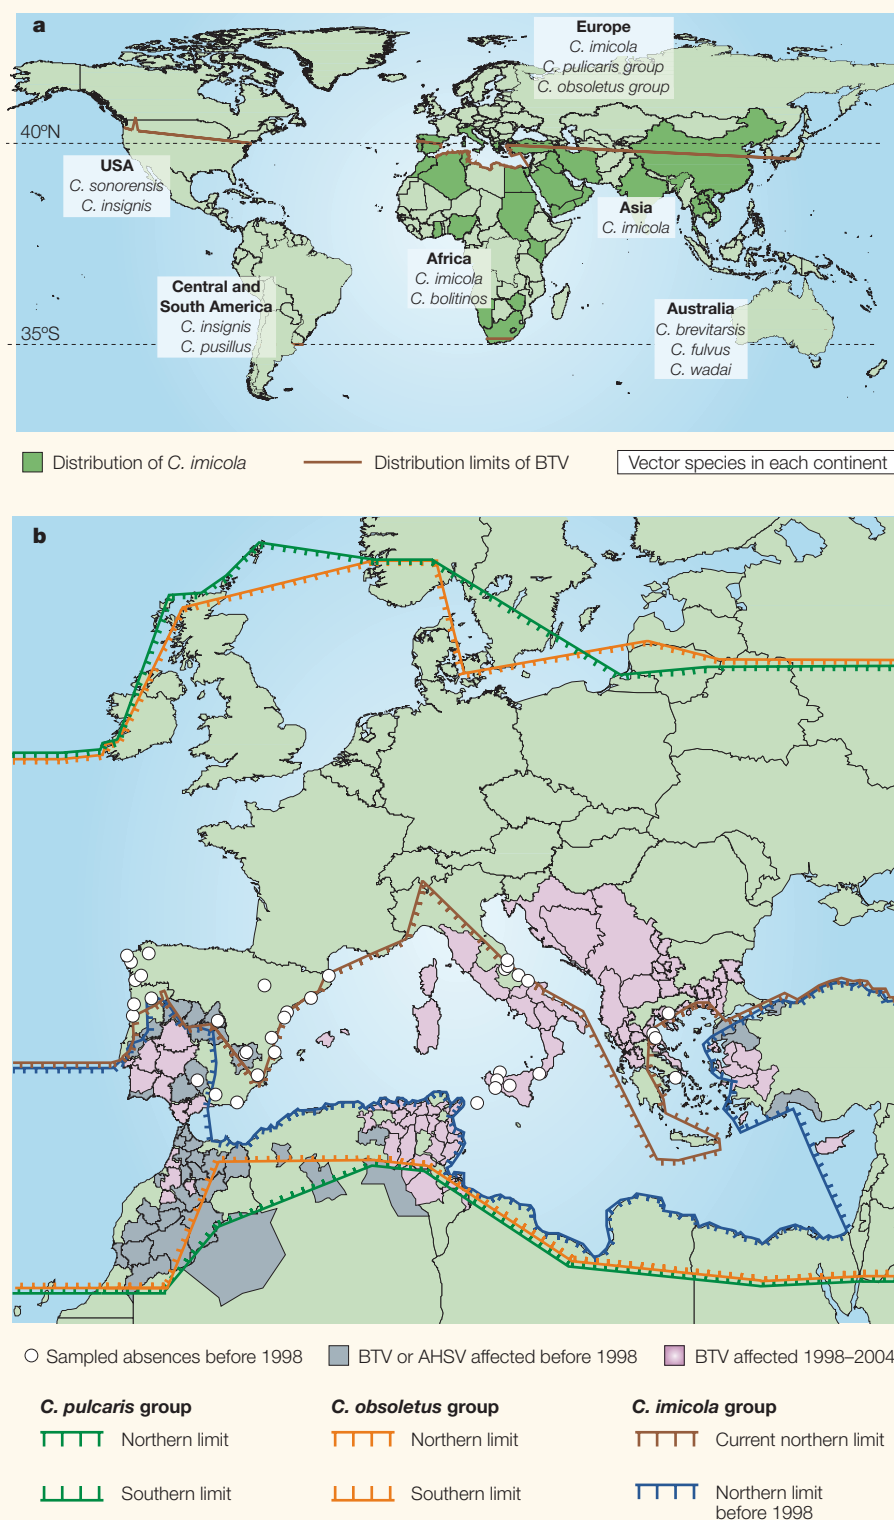 a
Europe
C. imicola
C. pulicaris group
C. obsoletus group
40ºN
USA
C. sonorensis
C. insignis
Asia
C. imicola
Africa
C. imicola
C. bolitinos
Central and
South America
C. insignis
C. pusillus
Australia
C. brevitarsis
C. fulvus
C. wadai
35ºS
Distribution of C. imicola
Distribution limits of BTV
Vector species in each continent
b
Sampled absences before 1998
BTV or AHSV affected before 1998
BTV affected 1998–2004
C. pulcaris group
Northern limit
Southern limit
C. obsoletus group
Northern limit
Southern limit
C. imicola group
Current northern limit
Northern limit
before 1998